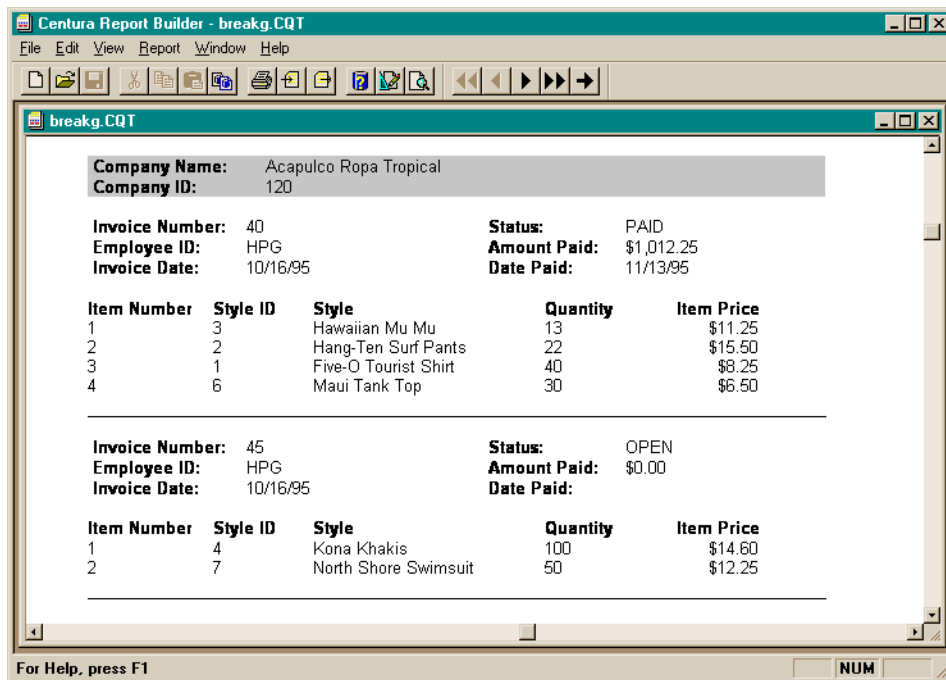 Centura Report Builder - breakg.CQT
File Edit View Report Window Help
breakg.CQT
Company Name: Acapulco Ropa Tropical
Company ID: 120
Invoice Number: 40 Status: PAID
Employee ID: HPG Amount Paid: $1,012.25
Invoice Date: 10/16/95 Date Paid: 11/13/95
Item Number Style ID Style Quantity Item Price
1 3 Hawaiian Mu Mu 13 $11.25
2 2 Hang-Ten Surf Pants 22 $15.50
3 1 Five-O Tourist Shirt 40 $8.25
4 6 Maui Tank Top 30 $6.50
Invoice Number: 45 Status: OPEN
Employee ID: HPG Amount Paid: $0.00
Invoice Date: 10/16/95 Date Paid:
Item Number Style ID Style Quantity Item Price
1 4 Kona Khakis 100 $14.60
2 7 North Shore Swimsuit 50 $12.25
For Help, press F1 NUM